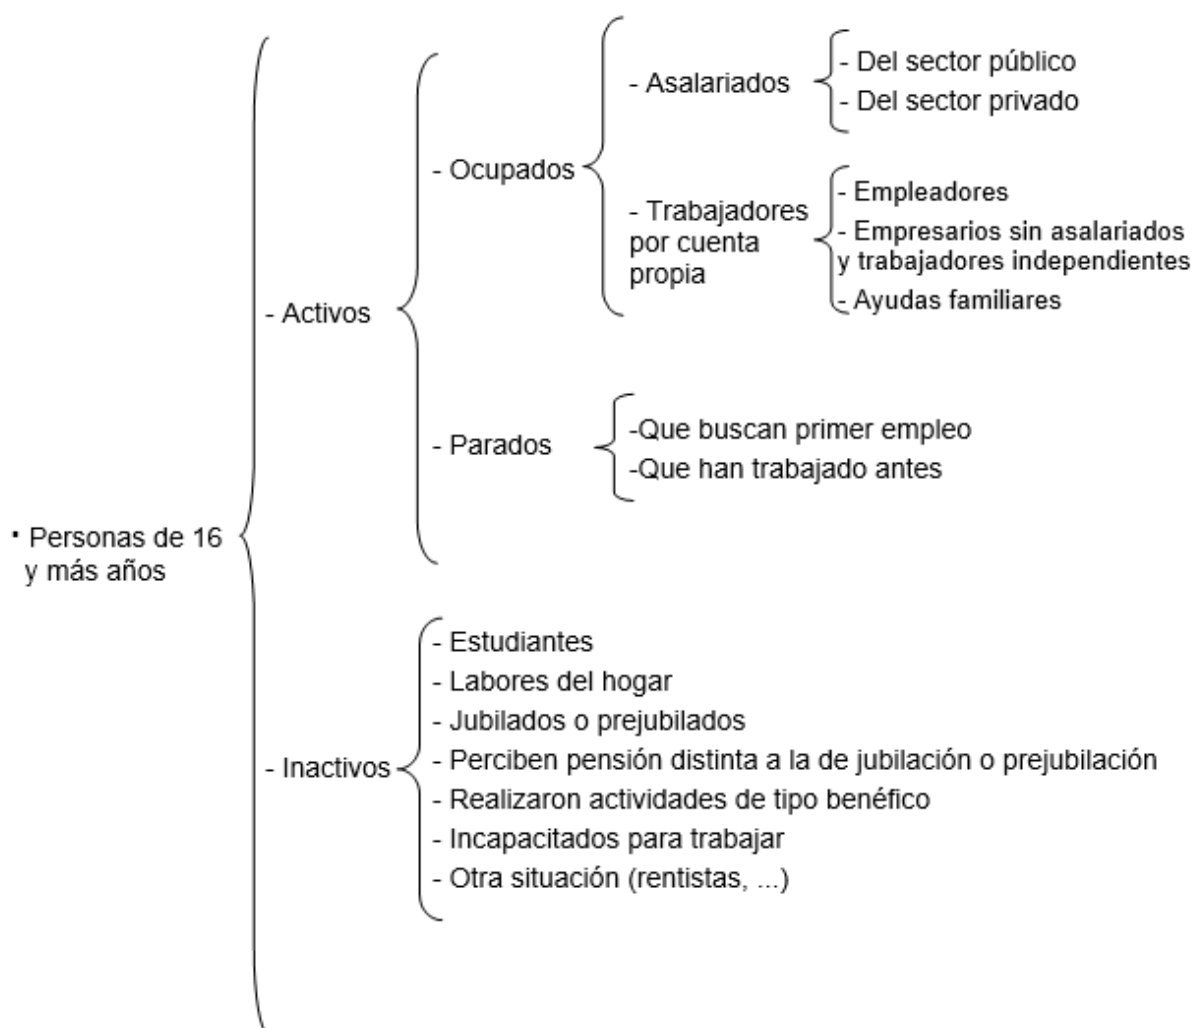 · Personas de 16
y más años
- Activos
- Ocupados
- Asalariados
- Del sector público
- Del sector privado
- Trabajadores
por cuenta
propia
- Empleadores
- Empresarios sin asalariados
y trabajadores independientes
- Ayudas familiares
- Parados
-Que buscan primer empleo
-Que han trabajado antes
- Inactivos
- Estudiantes
- Labores del hogar
- Jubilados o prejubilados
- Perciben pensión distinta a la de jubilación o prejubilación
- Realizaron actividades de tipo benéfico
- Incapacitados para trabajar
- Otra situación (rentistas, ...)